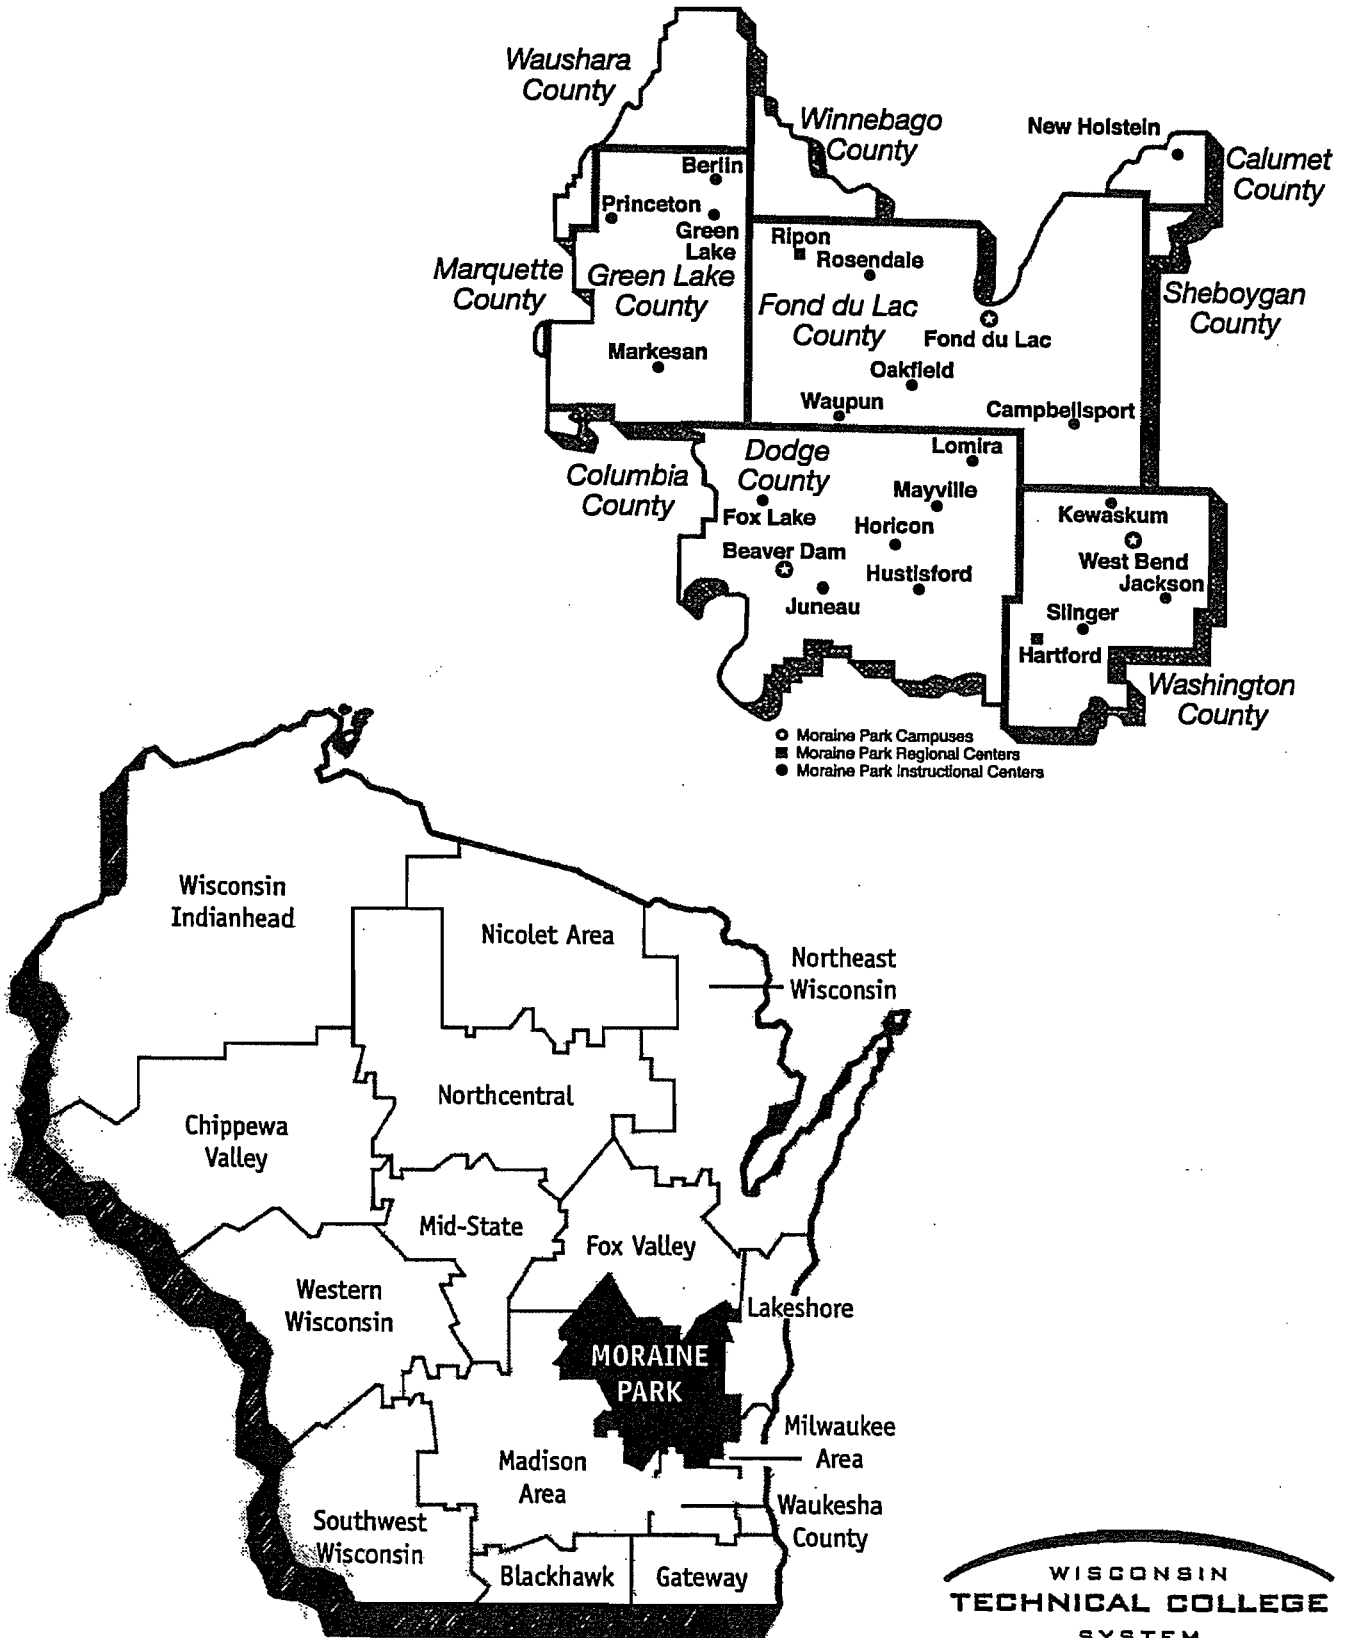 Waushara
County
Winnebago
County
New Holstein
Calumet
County
Berlin
Princeton
Green
Lake
Ripon
Rosendale
Marquette
County
Green Lake
County
Fond du Lac
County
Fond du Lac
Sheboygan
County
Markesan
Oakfield
Waupun
Campbellsport
Columbia
County
Dodge
County
Lomira
Mayville
Fox Lake
Horicon
Kewaskum
Beaver Dam
Hustisford
West Bend
Jackson
Juneau
Slinger
Hartford
Washington
County
Moraine Park Campuses
Moraine Park Regional Centers
Moraine Park Instructional Centers
Wisconsin
Indianhead
Nicolet Area
Northeast
Wisconsin
Northcentral
Chippewa
Valley
Mid-State
Fox Valley
Western
Wisconsin
Lakeshore
MORAINE
PARK
Milwaukee
Area
Madison
Area
Waukesha
County
Southwest
Wisconsin
Blackhawk
Gateway
WISCONSIN
TECHNICAL COLLEGE
SYSTEM